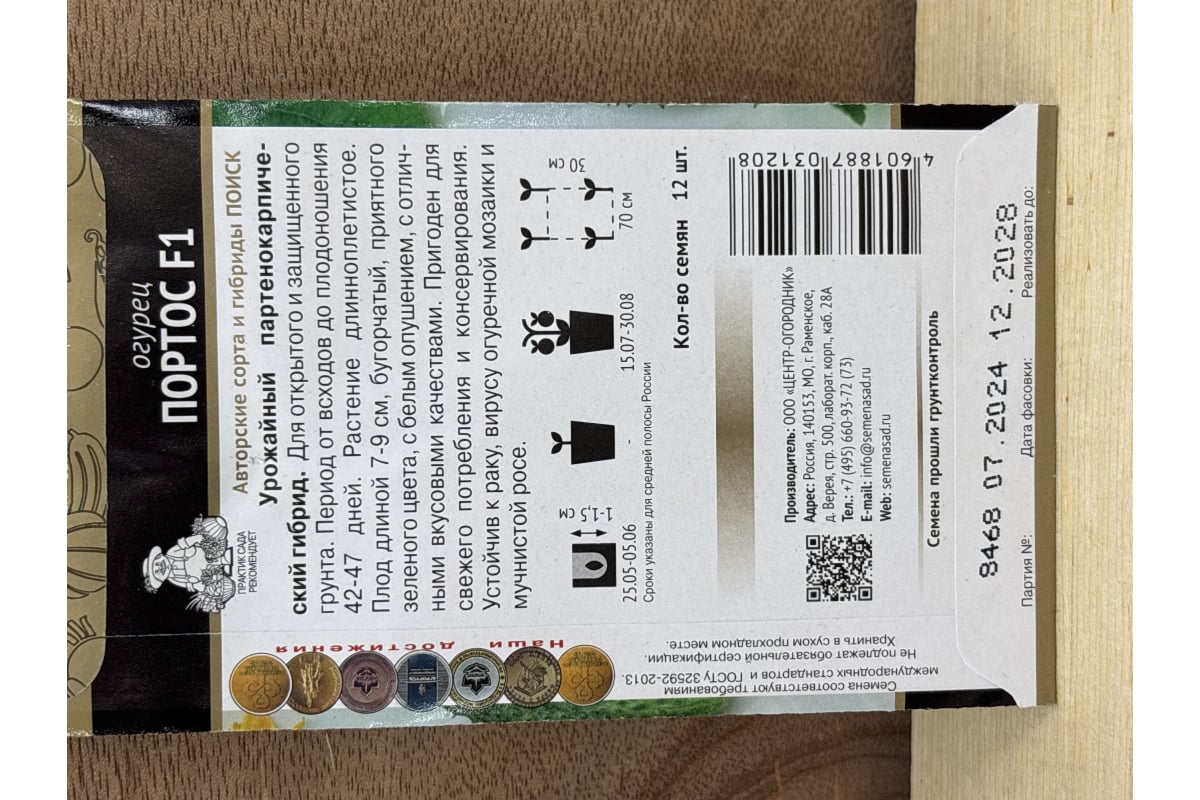 огурец
ПОРТОС F1
ПРАКТИК САДА
РЕКОМЕНДУЕТ
Авторские сорта и гибриды ПОИСК
Урожайный партенокарпиче-
ский гибрид. Для открытого и защищенного
грунта. Период от всходов до плодоношения
42-47 дней. Растение длинноплетистое.
Плод длиной 7-9 см, бугорчатый, приятного
зеленого цвета, с белым опушением, с отлич-
ными вкусовыми качествами. Пригоден для
свежего потребления и консервирования.
Устойчив к раку, вирусу огуречной мозаики и
мучнистой росе.
1-1,5 см
30 см
70 см
25.05-05.06
-
15.07-30.08
Сроки указаны для средней полосы России
Кол-во семян 12 шт.
Производитель: ООО «ЦЕНТР-ОГОРОДНИК»
Адрес: Россия, 140153, МО, г. Раменское,
д. Верея, стр. 500, лаборат. корп., каб. 28А
Тел.: +7 (495) 660-93-72 (73)
E-mail: info@semenasad.ru
Web: semenasad.ru
4 601887 031208
Семена прошли грунтконтроль
8468 07.2024 12.2028
Партия №: Дата фасовки: Реализовать до:
Наши достижения
Семена соответствуют требованиям
международных стандартов и ГОСТу 32592-2013.
Не подлежат обязательной сертификации.
Хранить в сухом прохладном месте.